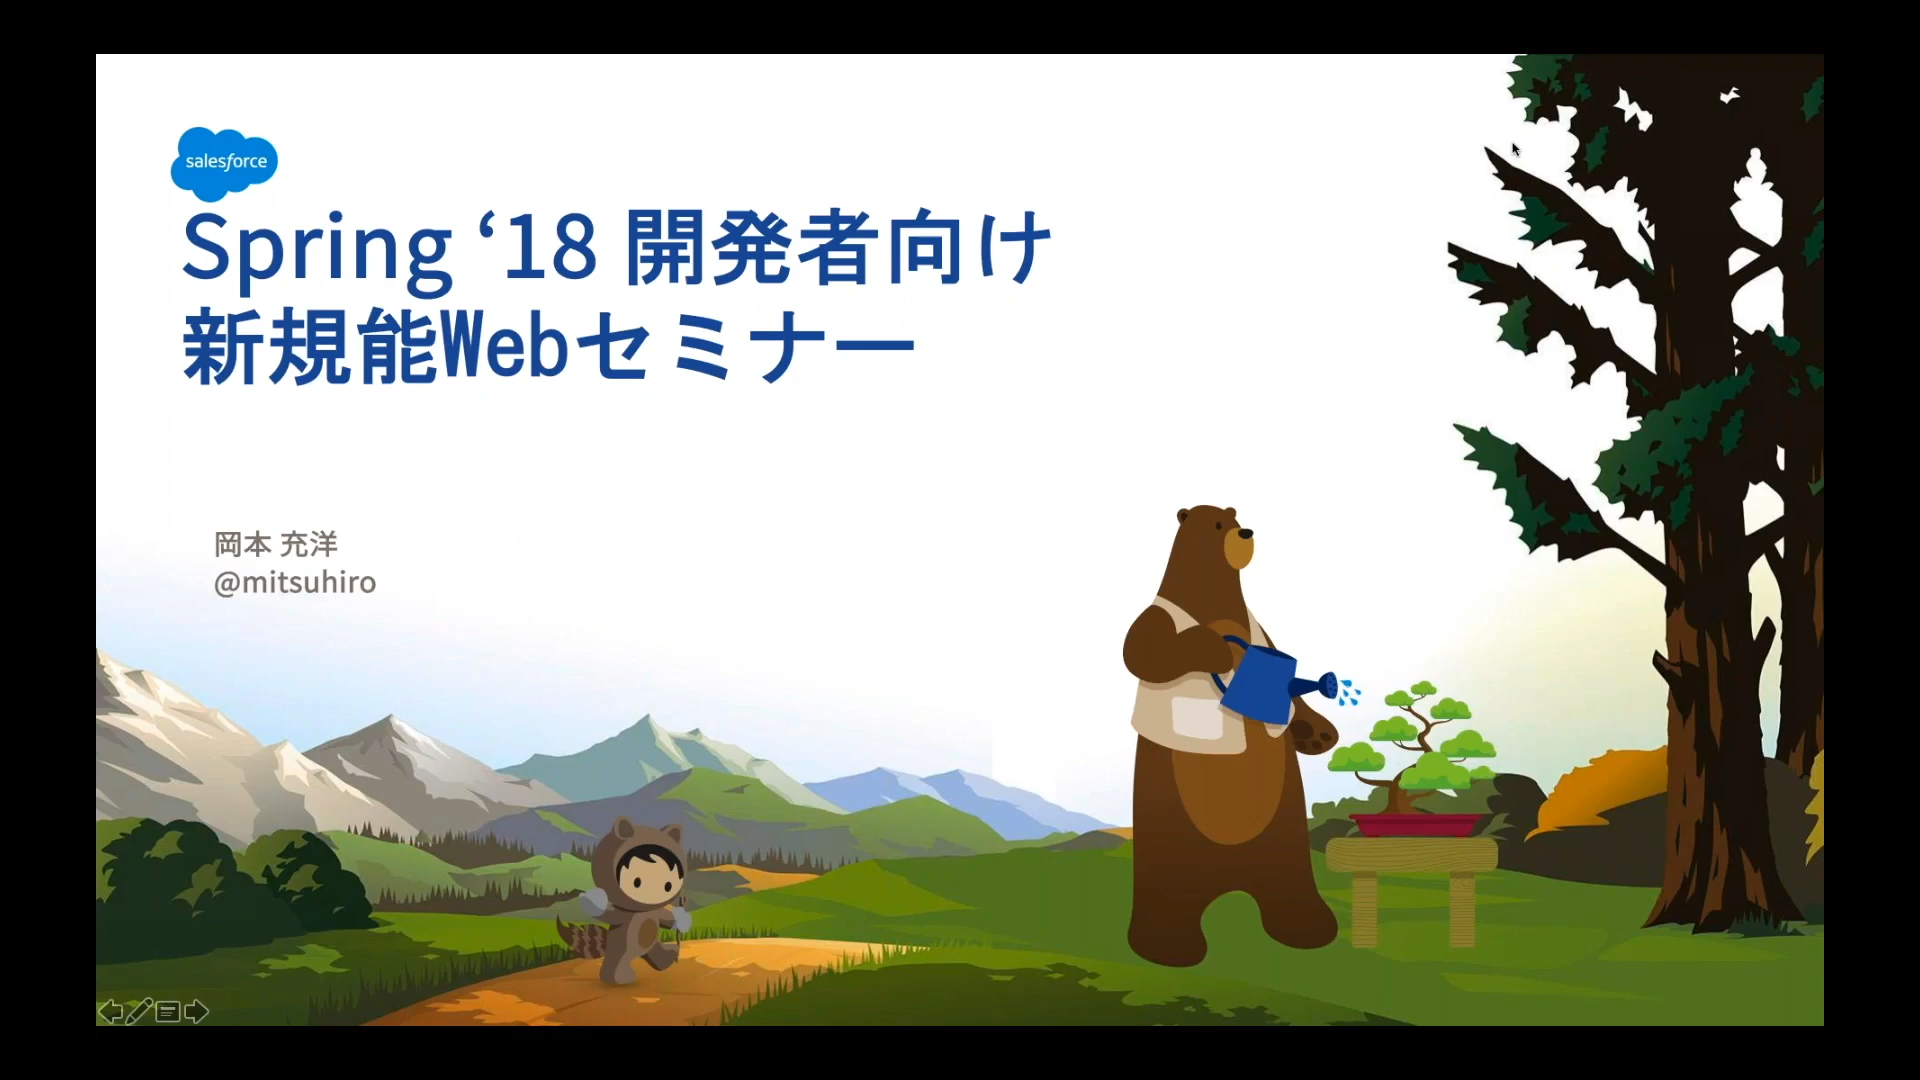 salesforce
Spring ‘18 開発者向け
新規能Webセミナー
岡本 充洋
@mitsuhiro